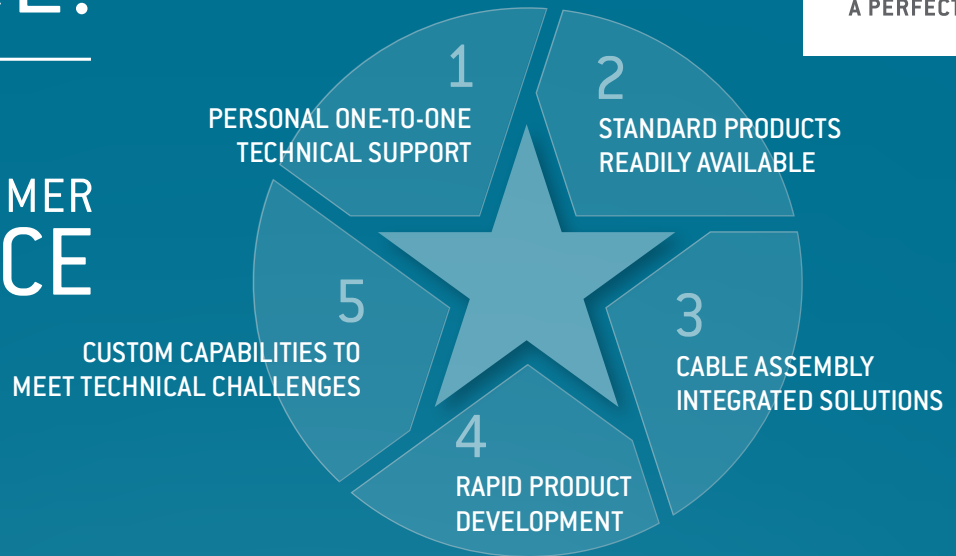 A PERFECT
1
PERSONAL ONE-TO-ONE
TECHNICAL SUPPORT
2
STANDARD PRODUCTS
READILY AVAILABLE
MER
CE
3
CABLE ASSEMBLY
INTEGRATED SOLUTIONS
4
RAPID PRODUCT
DEVELOPMENT
5
CUSTOM CAPABILITIES TO
MEET TECHNICAL CHALLENGES